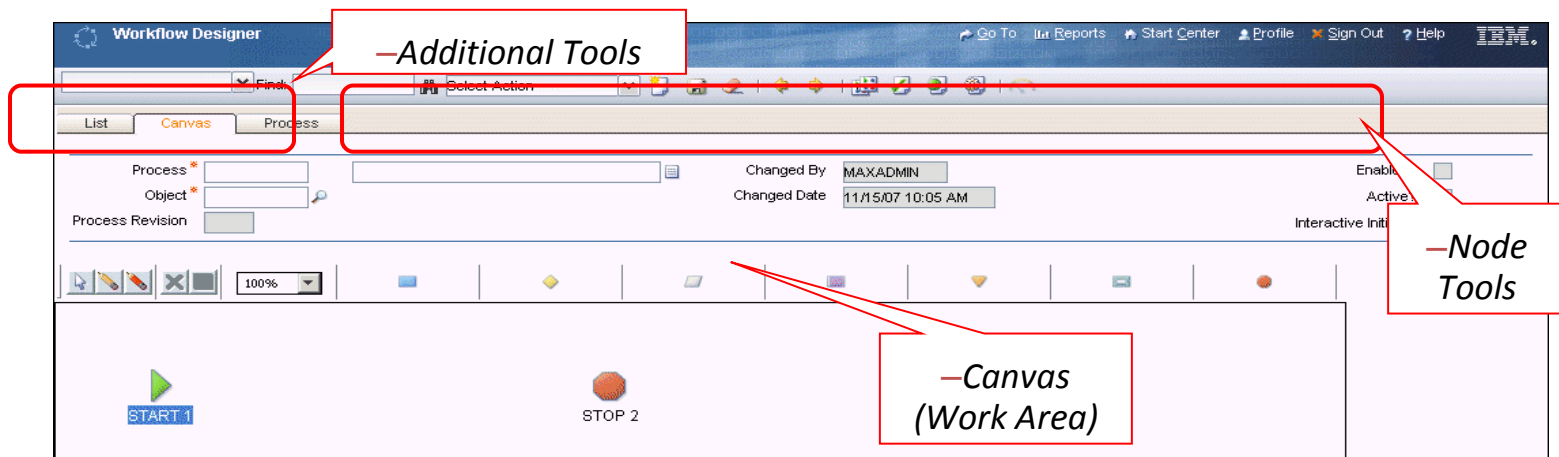 Workflow Designer
Go To Reports Start Center Profile Sign Out ? Help IBM.
–Additional Tools
Find: Select Action
List Canvas Process
Process * Changed By MAXADMIN
Object * Changed Date 11/15/07 10:05 AM Active?
Process Revision Interactive
–Node
Tools
100%
–Canvas
(Work Area)
START 1 STOP 2